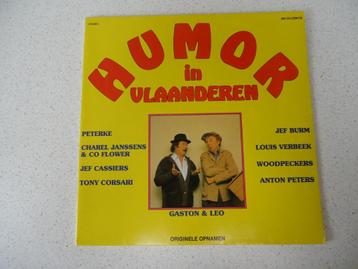 STEREO
HUMOR
in
VLAANDEREN
PETERKE
CHAREL JANSSENS
& CO FLOWER
JEF CASSIERS
TONY CORSARI
JEF BURM
LOUIS VERBEEK
WOODPECKERS
ANTON PETERS
GASTON & LEO
ORIGINELE OPNAMEN